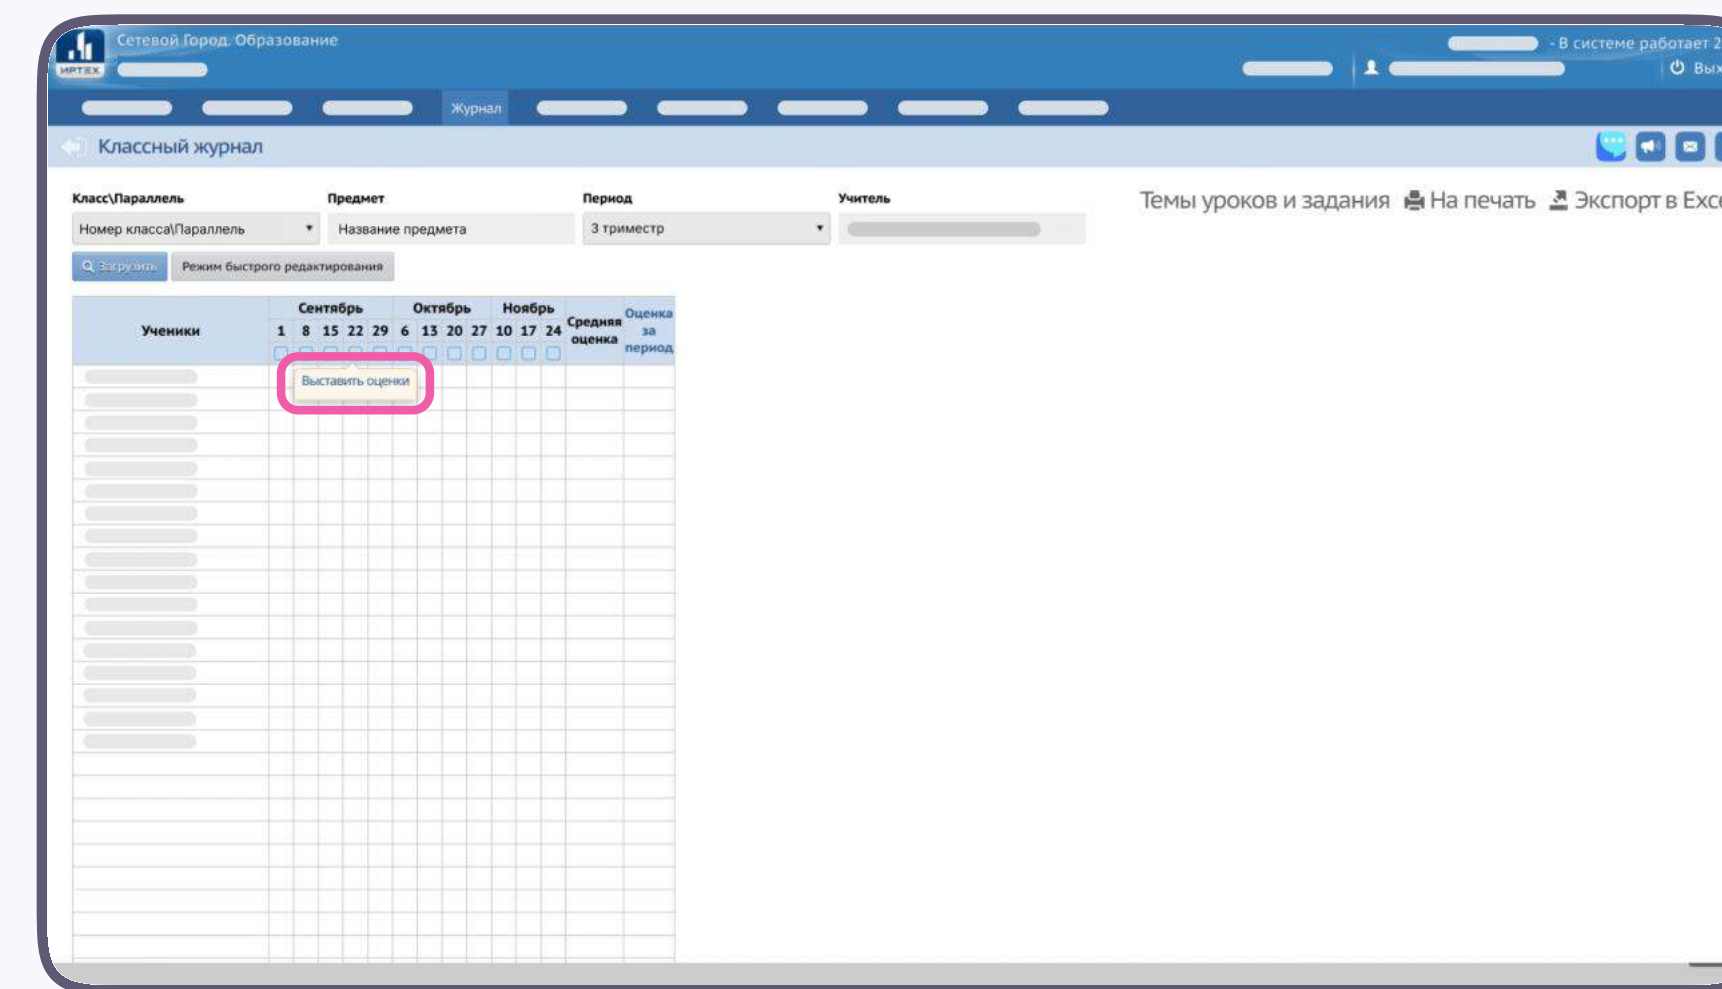 Сетевой Город. Образование
ИРТЕХ
- В системе работает 2
Вых
Журнал
Классный журнал
Класс\Параллель Предмет Период Учитель
Номер класса\Параллель Название предмета 3 триместр
Темы уроков и задания На печать Экспорт в Exce
Загрузить Режим быстрого редактирования
Ученики Сентябрь Октябрь Ноябрь Средняя оценка Оценка за период
1 8 15 22 29 6 13 20 27 10 17 24
Выставить оценки